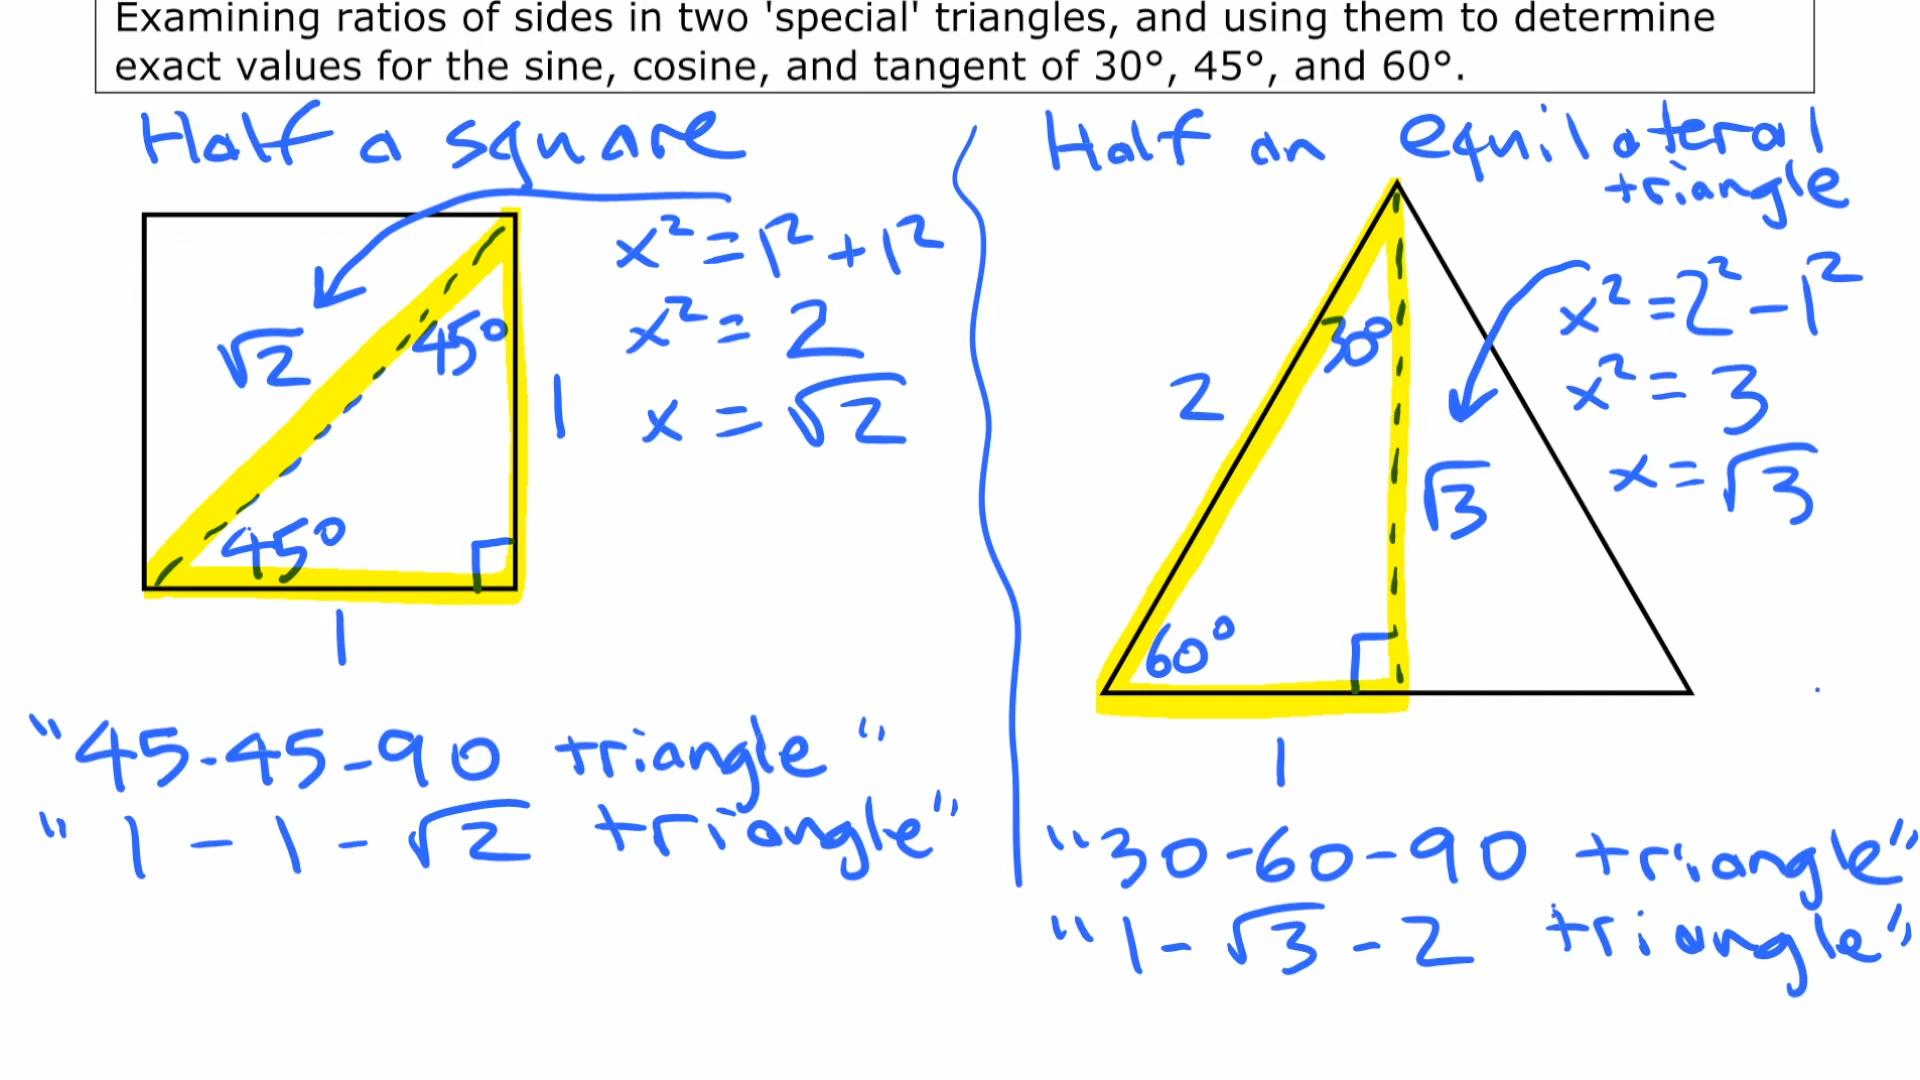 Examining ratios of sides in two 'special' triangles, and using them to determine
exact values for the sine, cosine, and tangent of 30°, 45°, and 60°.
Half a square
x² = 1² + 1²
x² = 2
x = √2
√2
45°
1
45°
1
"45-45-90 triangle"
"1 - 1 - √2 triangle"
Half an equilateral
triangle
x² = 2² - 1²
x² = 3
x = √3
30°
2
√3
60°
1
"30-60-90 triangle"
"1 - √3 - 2 triangle"